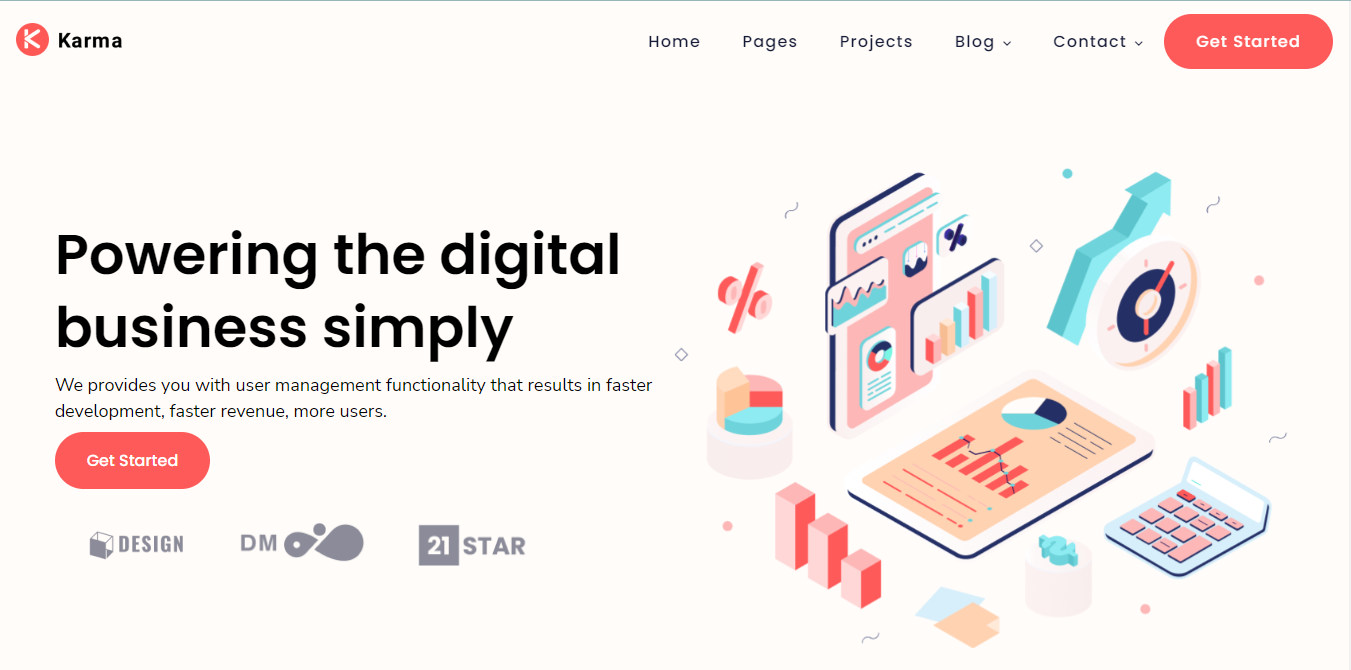 Karma
Home Pages Projects Blog Contact Get Started
Powering the digital
business simply
We provides you with user management functionality that results in faster
development, faster revenue, more users.
Get Started
DESIGN DM 21 STAR
%
%